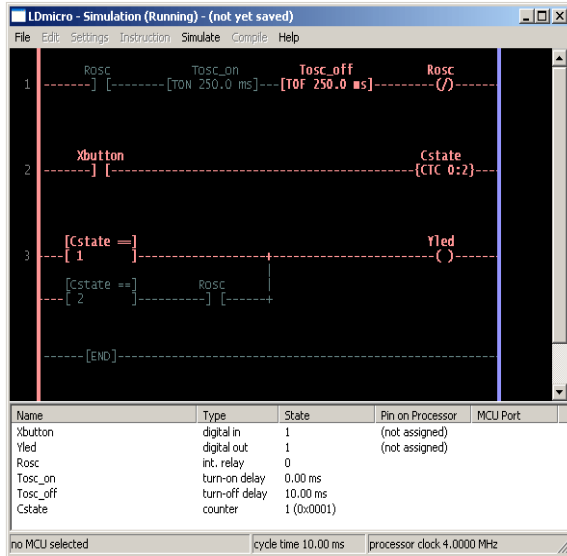 LDmicro - Simulation (Running) - (not yet saved)
File Edit Settings Instruction Simulate Compile Help
Rosc Tosc_on Tosc_off Rosc
1 ------] [--------[TON 250.0 ms]---[TOF 250.0 ms]---------(/)------
Xbutton Cstate
2 ------] [-----------------------------------------{CTC 0:2}---
[Cstate ==] Yled
3 ---[ 1 ]------------------+-----------------------( )------
[Cstate ==] Rosc |
---[ 2 ]---------] [------+
------[END]---------------------------------------------------
Name Type State Pin on Processor MCU Port
Xbutton digital in 1 (not assigned)
Yled digital out 1 (not assigned)
Rosc int. relay 0
Tosc_on turn-on delay 0.00 ms
Tosc_off turn-off delay 10.00 ms
Cstate counter 1 (0x0001)
no MCU selected cycle time 10.00 ms processor clock 4.0000 MHz